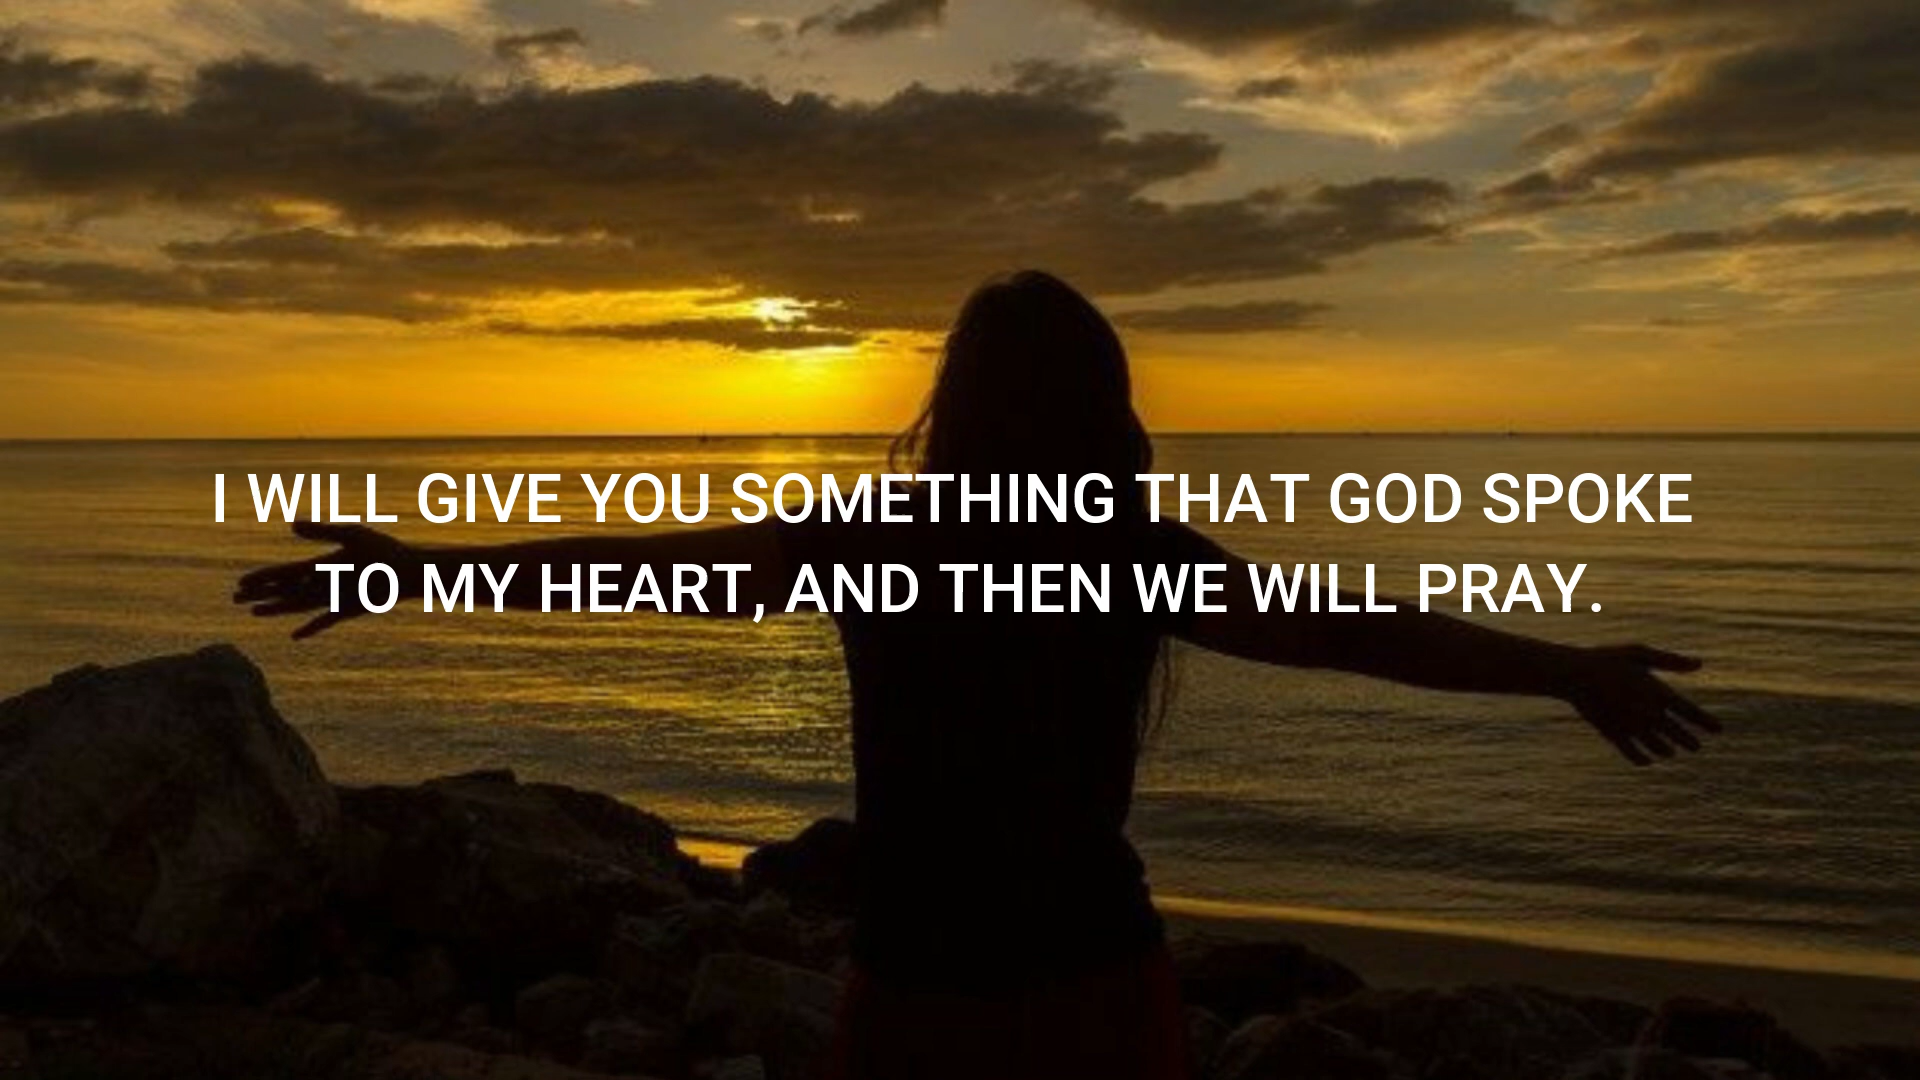 I WILL GIVE YOU SOMETHING THAT GOD SPOKE
TO MY HEART, AND THEN WE WILL PRAY.